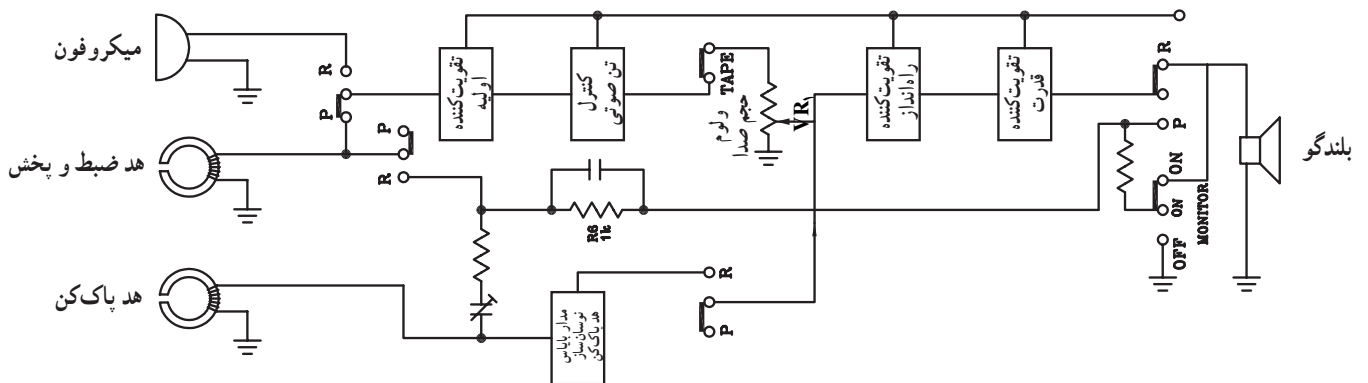 میکروفون
R
P
هد ضبط و پخش
P
R
هد پاک‌کن
تقویت‌کننده
اولیه
کنترل
تن صوتی
TAPE
ولوم
حجم صدا
VR1
تقویت‌کننده
راه‌انداز
تقویت‌کننده
قدرت
R
P
ON
ON
OFF
MONITOR
بلندگو
R6
1k
مدار بایاس
نوسان‌ساز
هد پاک‌کن
R
P